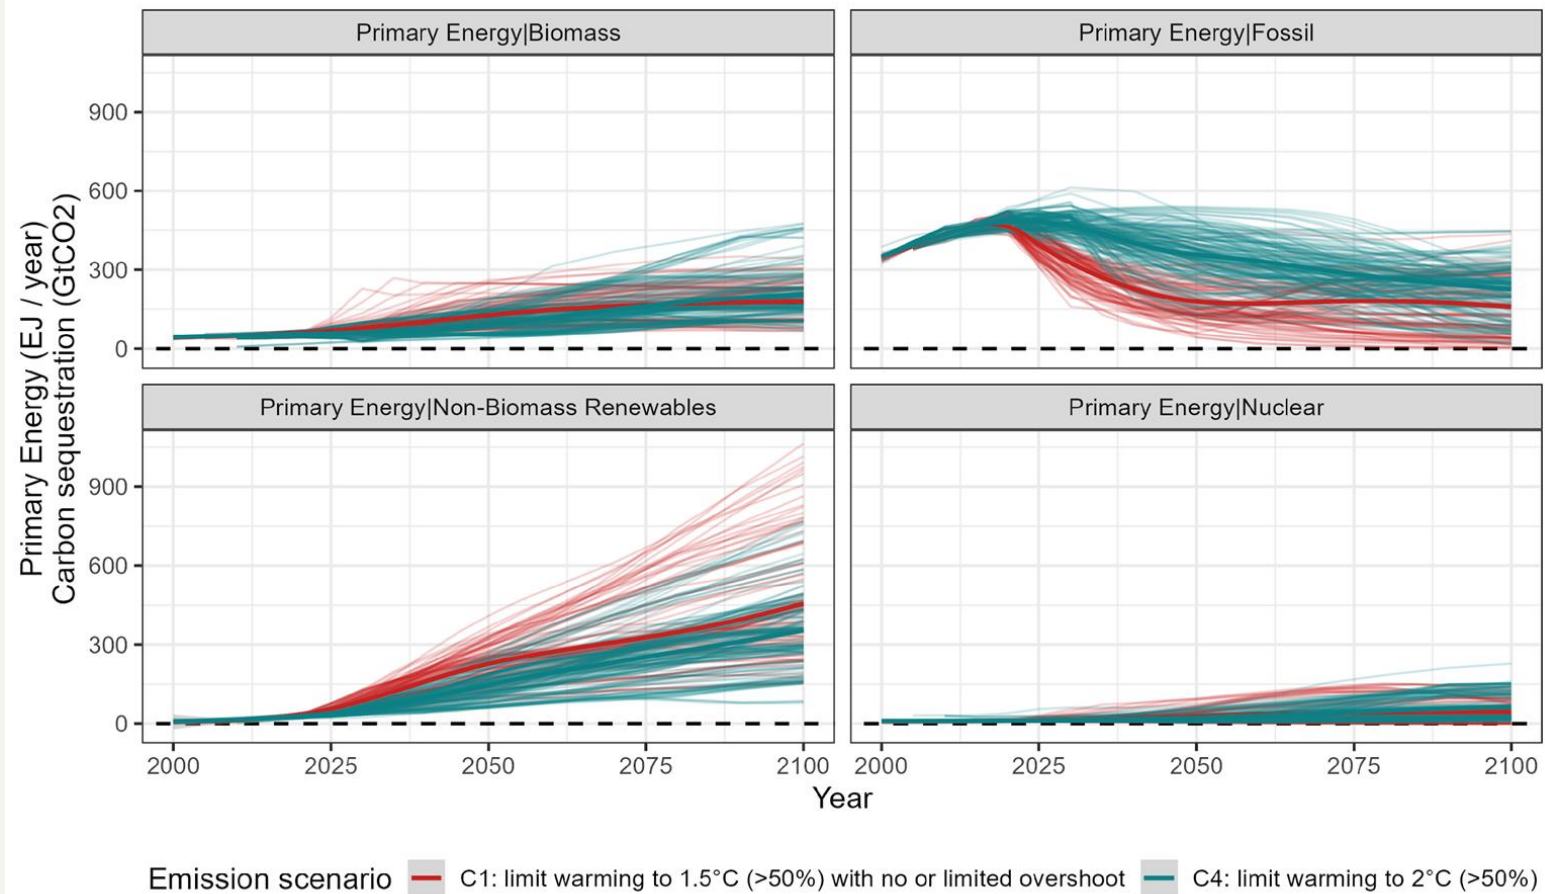 Primary Energy|Biomass
Primary Energy|Fossil
900
600
300
0
Primary Energy (EJ / year)
Carbon sequestration (GtCO2)
Primary Energy|Non-Biomass Renewables
Primary Energy|Nuclear
900
600
300
0
2000 2025 2050 2075 2100
2000 2025 2050 2075 2100
Year
Emission scenario C1: limit warming to 1.5°C (>50%) with no or limited overshoot C4: limit warming to 2°C (>50%)